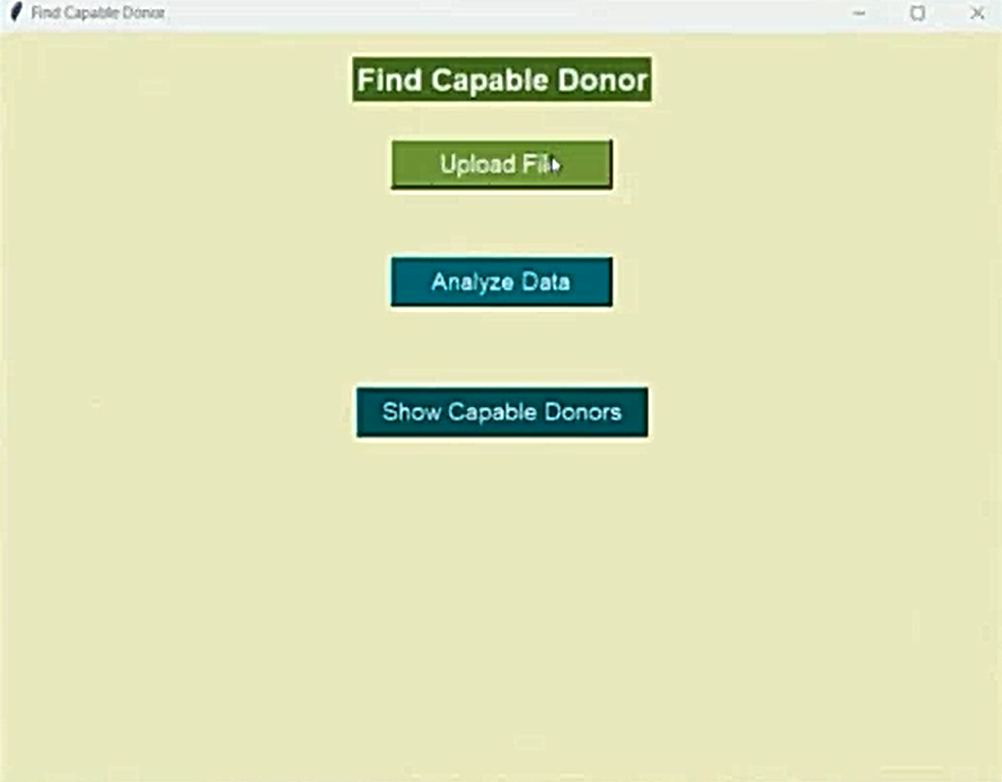 Find Capable Donor
Find Capable Donor
Upload File
Analyze Data
Show Capable Donors